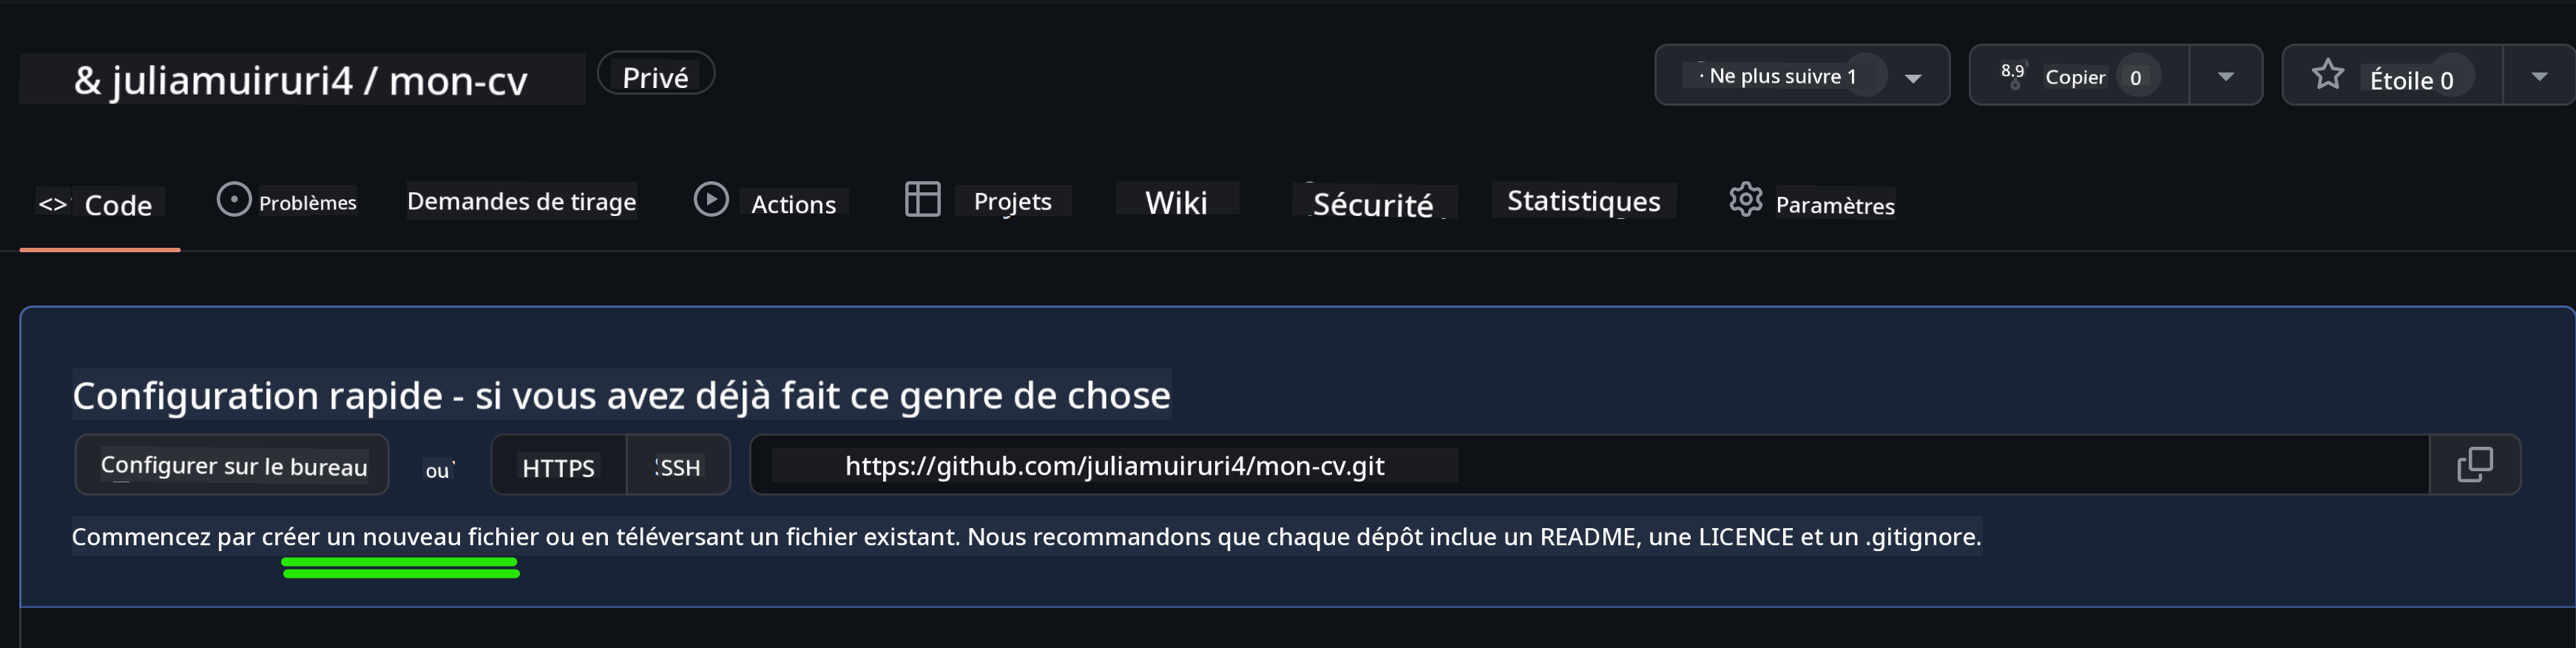 & juliamuiruri4 / mon-cv Privé · Ne plus suivre 1 8.9 Copier 0 Étoile 0
<> Code Problèmes Demandes de tirage Actions Projets Wiki Sécurité Statistiques Paramètres
Configuration rapide - si vous avez déjà fait ce genre de chose
Configurer sur le bureau ou HTTPS SSH https://github.com/juliamuiruri4/mon-cv.git
Commencez par créer un nouveau fichier ou en téléversant un fichier existant. Nous recommandons que chaque dépôt inclue un README, une LICENCE et un .gitignore.